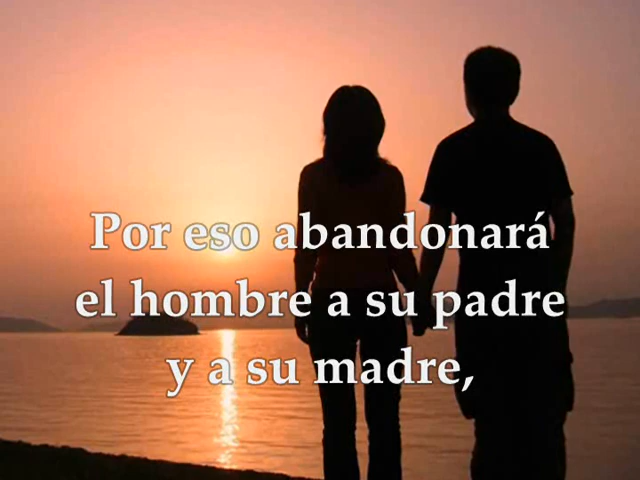 Por eso abandonará
el hombre a su padre
y a su madre,